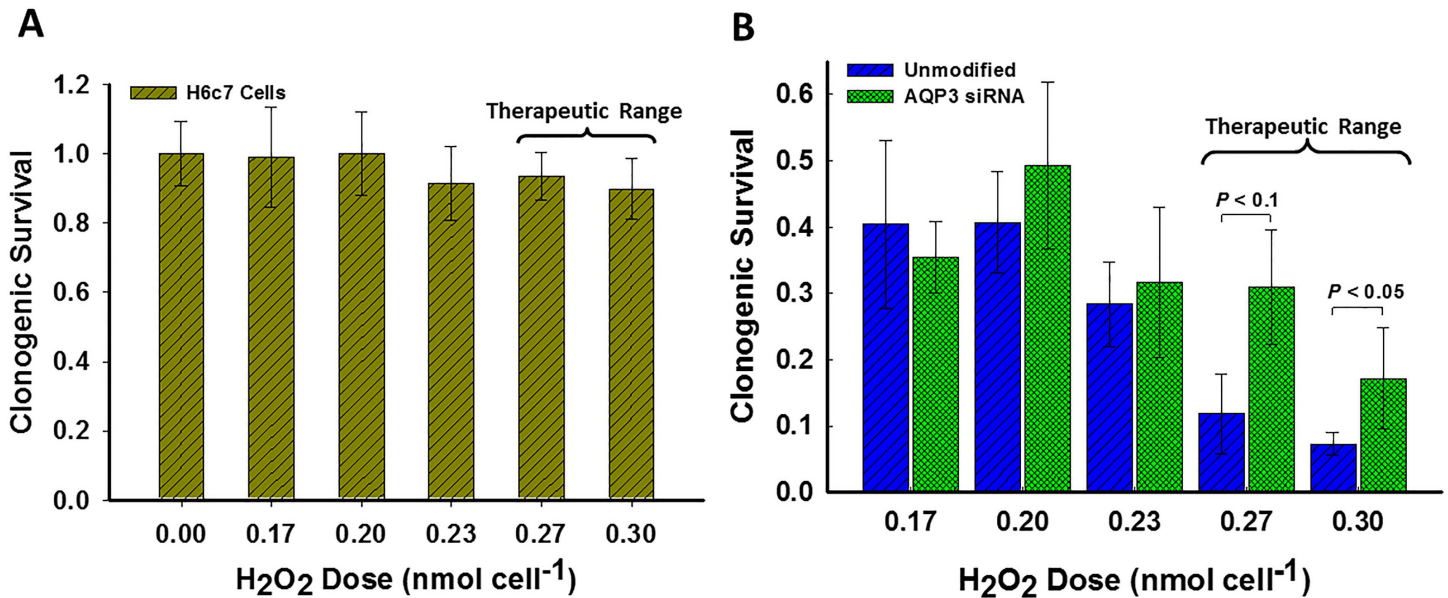 A
H6c7 Cells
Therapeutic Range
Clonogenic Survival
1.2
1.0
0.8
0.6
0.4
0.2
0.0
0.00 0.17 0.20 0.23 0.27 0.30
H₂O₂ Dose (nmol cell⁻¹)
B
Unmodified
AQP3 siRNA
Therapeutic Range
P < 0.1
P < 0.05
Clonogenic Survival
0.6
0.5
0.4
0.3
0.2
0.1
0.0
0.17 0.20 0.23 0.27 0.30
H₂O₂ Dose (nmol cell⁻¹)